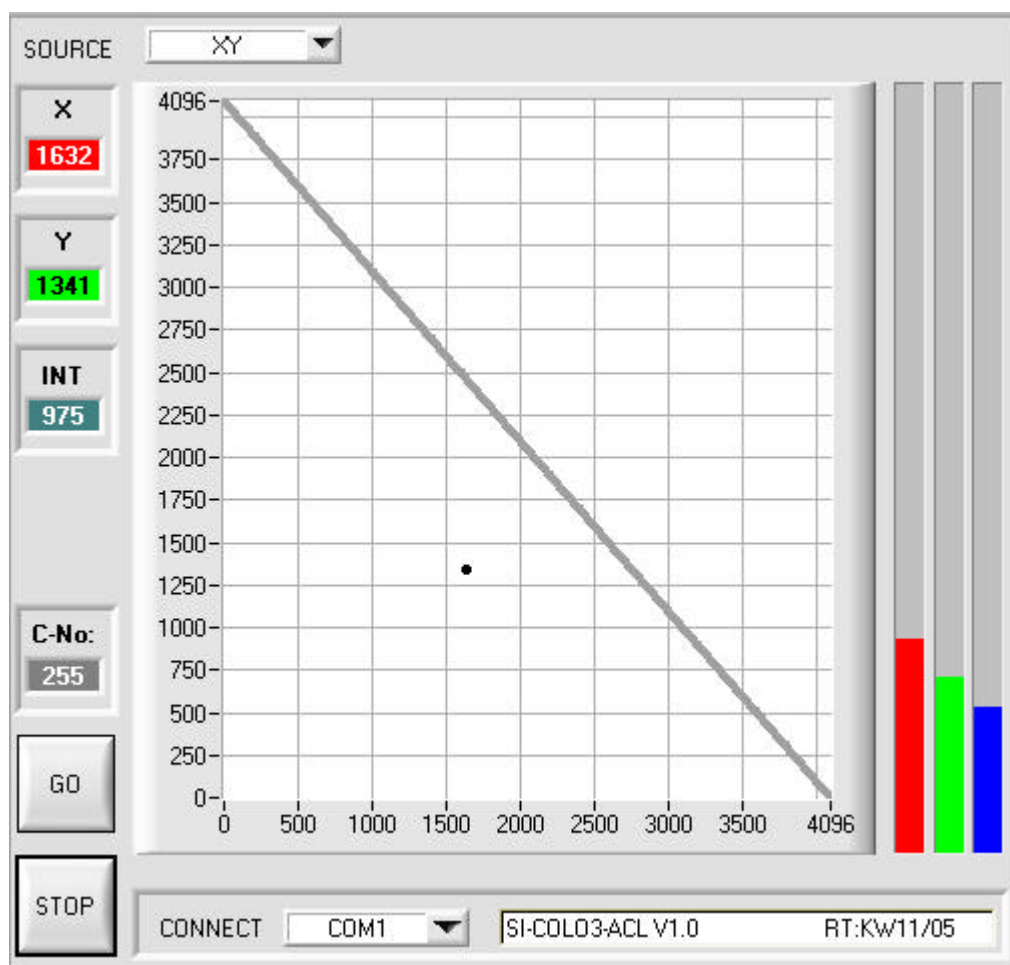 SOURCE XY
X
1632
Y
1341
INT
975
C-No:
255
GO
STOP
4096
3750
3500
3250
3000
2750
2500
2250
2000
1750
1500
1250
1000
750
500
250
0
0 500 1000 1500 2000 2500 3000 3500 4096
CONNECT COM1 SI-COLO3-ACL V1.0 RT:KW11/05